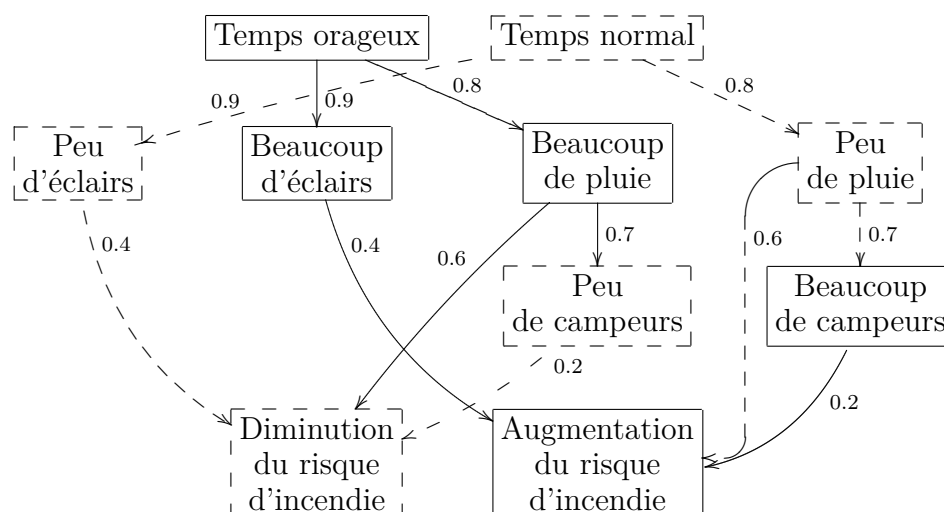 Temps orageux
Temps normal
0.9
0.9
0.8
0.8
Peu
d'éclairs
Beaucoup
d'éclairs
Beaucoup
de pluie
Peu
de pluie
0.4
0.4
0.6
0.7
0.6
0.7
Peu
de campeurs
Beaucoup
de campeurs
0.2
0.2
Diminution
du risque
d'incendie
Augmentation
du risque
d'incendie